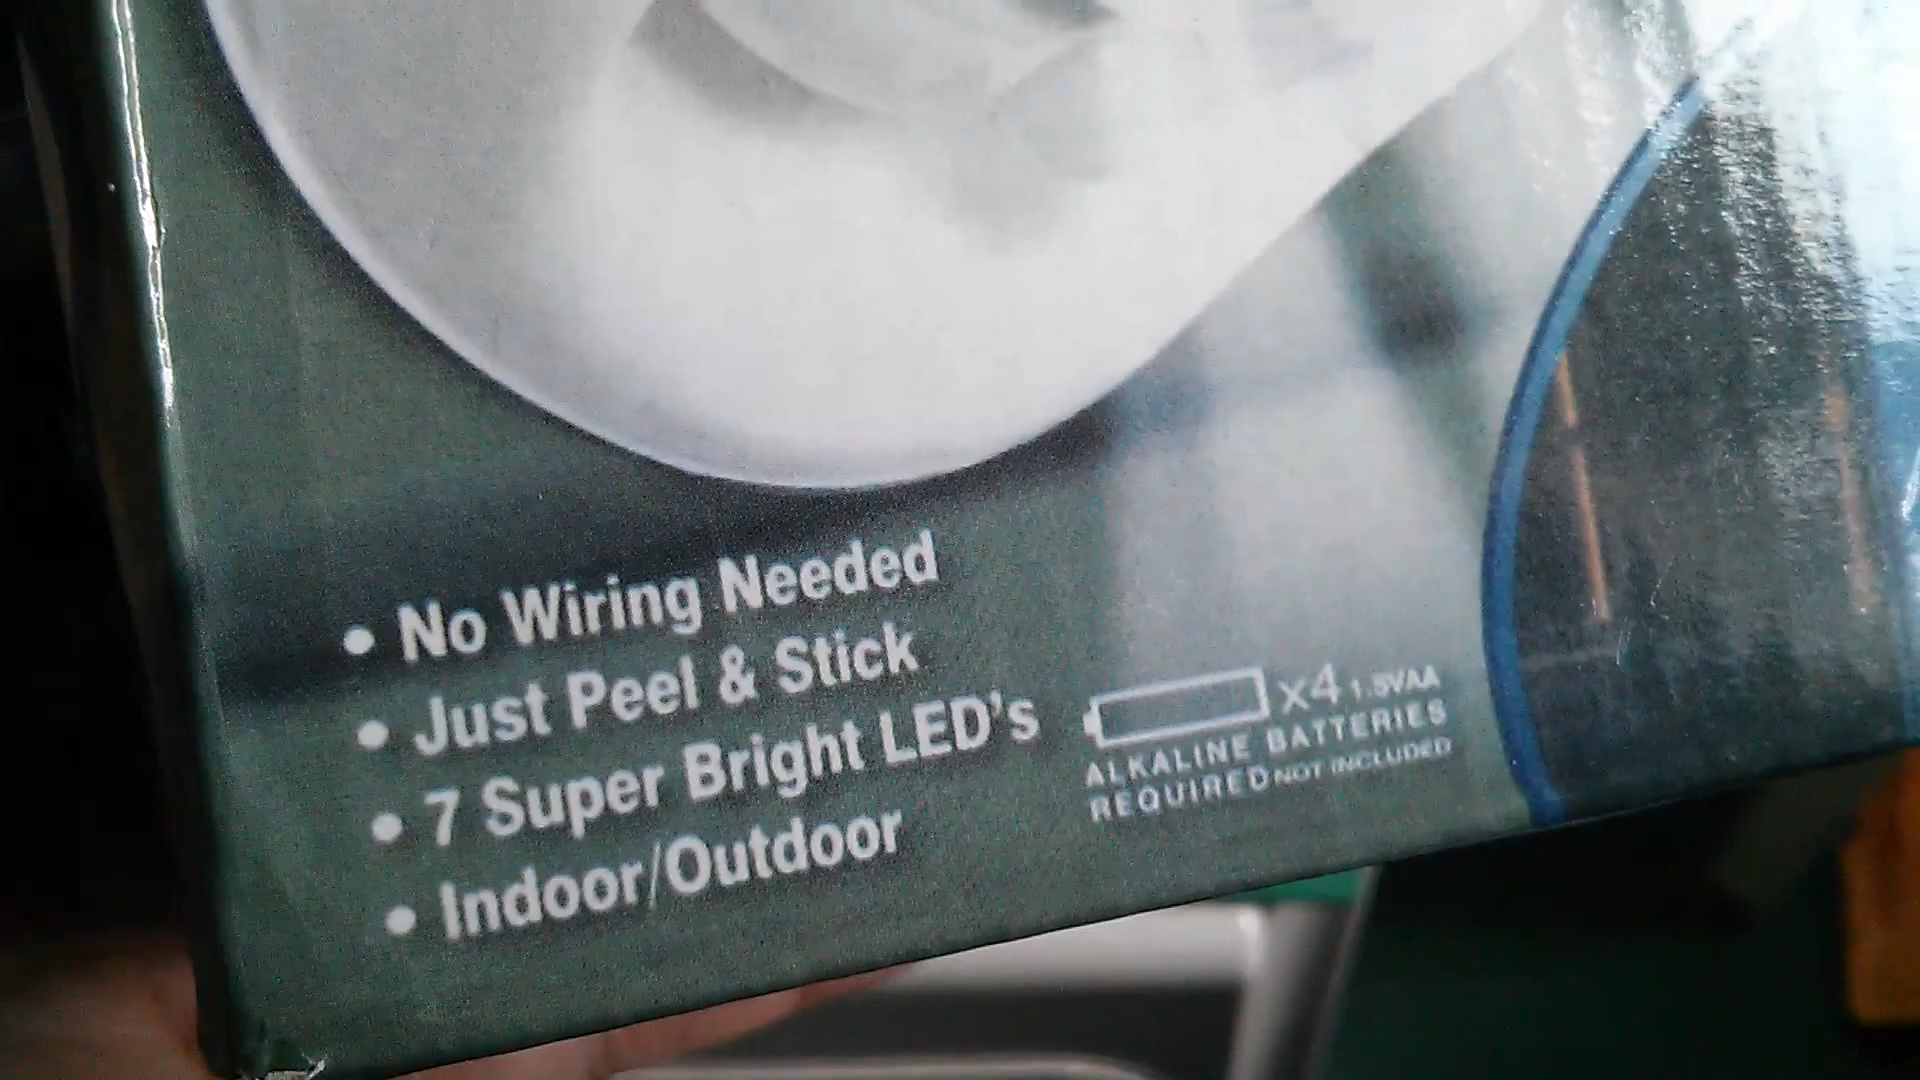 • No Wiring Needed
• Just Peel & Stick
• 7 Super Bright LED's
• Indoor/Outdoor
x4 1.5VAA
ALKALINE BATTERIES
REQUIRED NOT INCLUDED